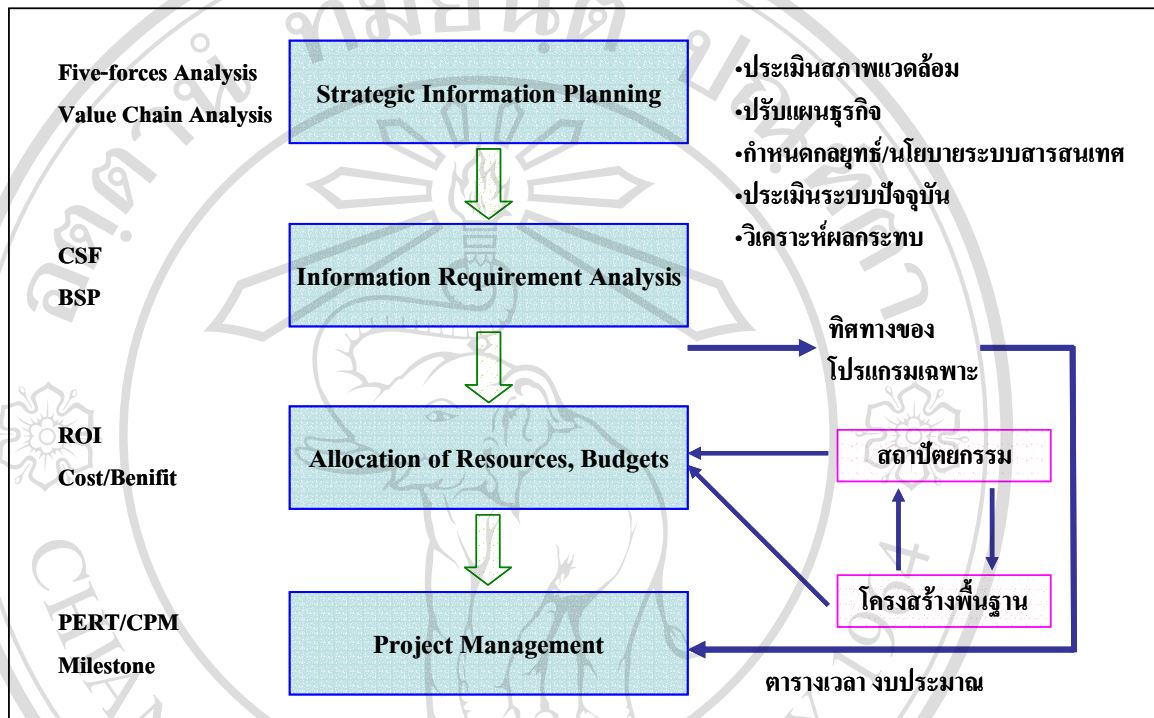 Five-forces Analysis
Value Chain Analysis
Strategic Information Planning
•ประเมินสภาพแวดล้อม
•ปรับแผนธุรกิจ
•กำหนดกลยุทธ์/นโยบายระบบสารสนเทศ
•ประเมินระบบปัจจุบัน
•วิเคราะห์ผลกระทบ
CSF
BSP
Information Requirement Analysis
ทิศทางของ
โปรแกรมเฉพาะ
ROI
Cost/Benifit
Allocation of Resources, Budgets
สถาปัตยกรรม
โครงสร้างพื้นฐาน
PERT/CPM
Milestone
Project Management
ตารางเวลา งบประมาณ
1964